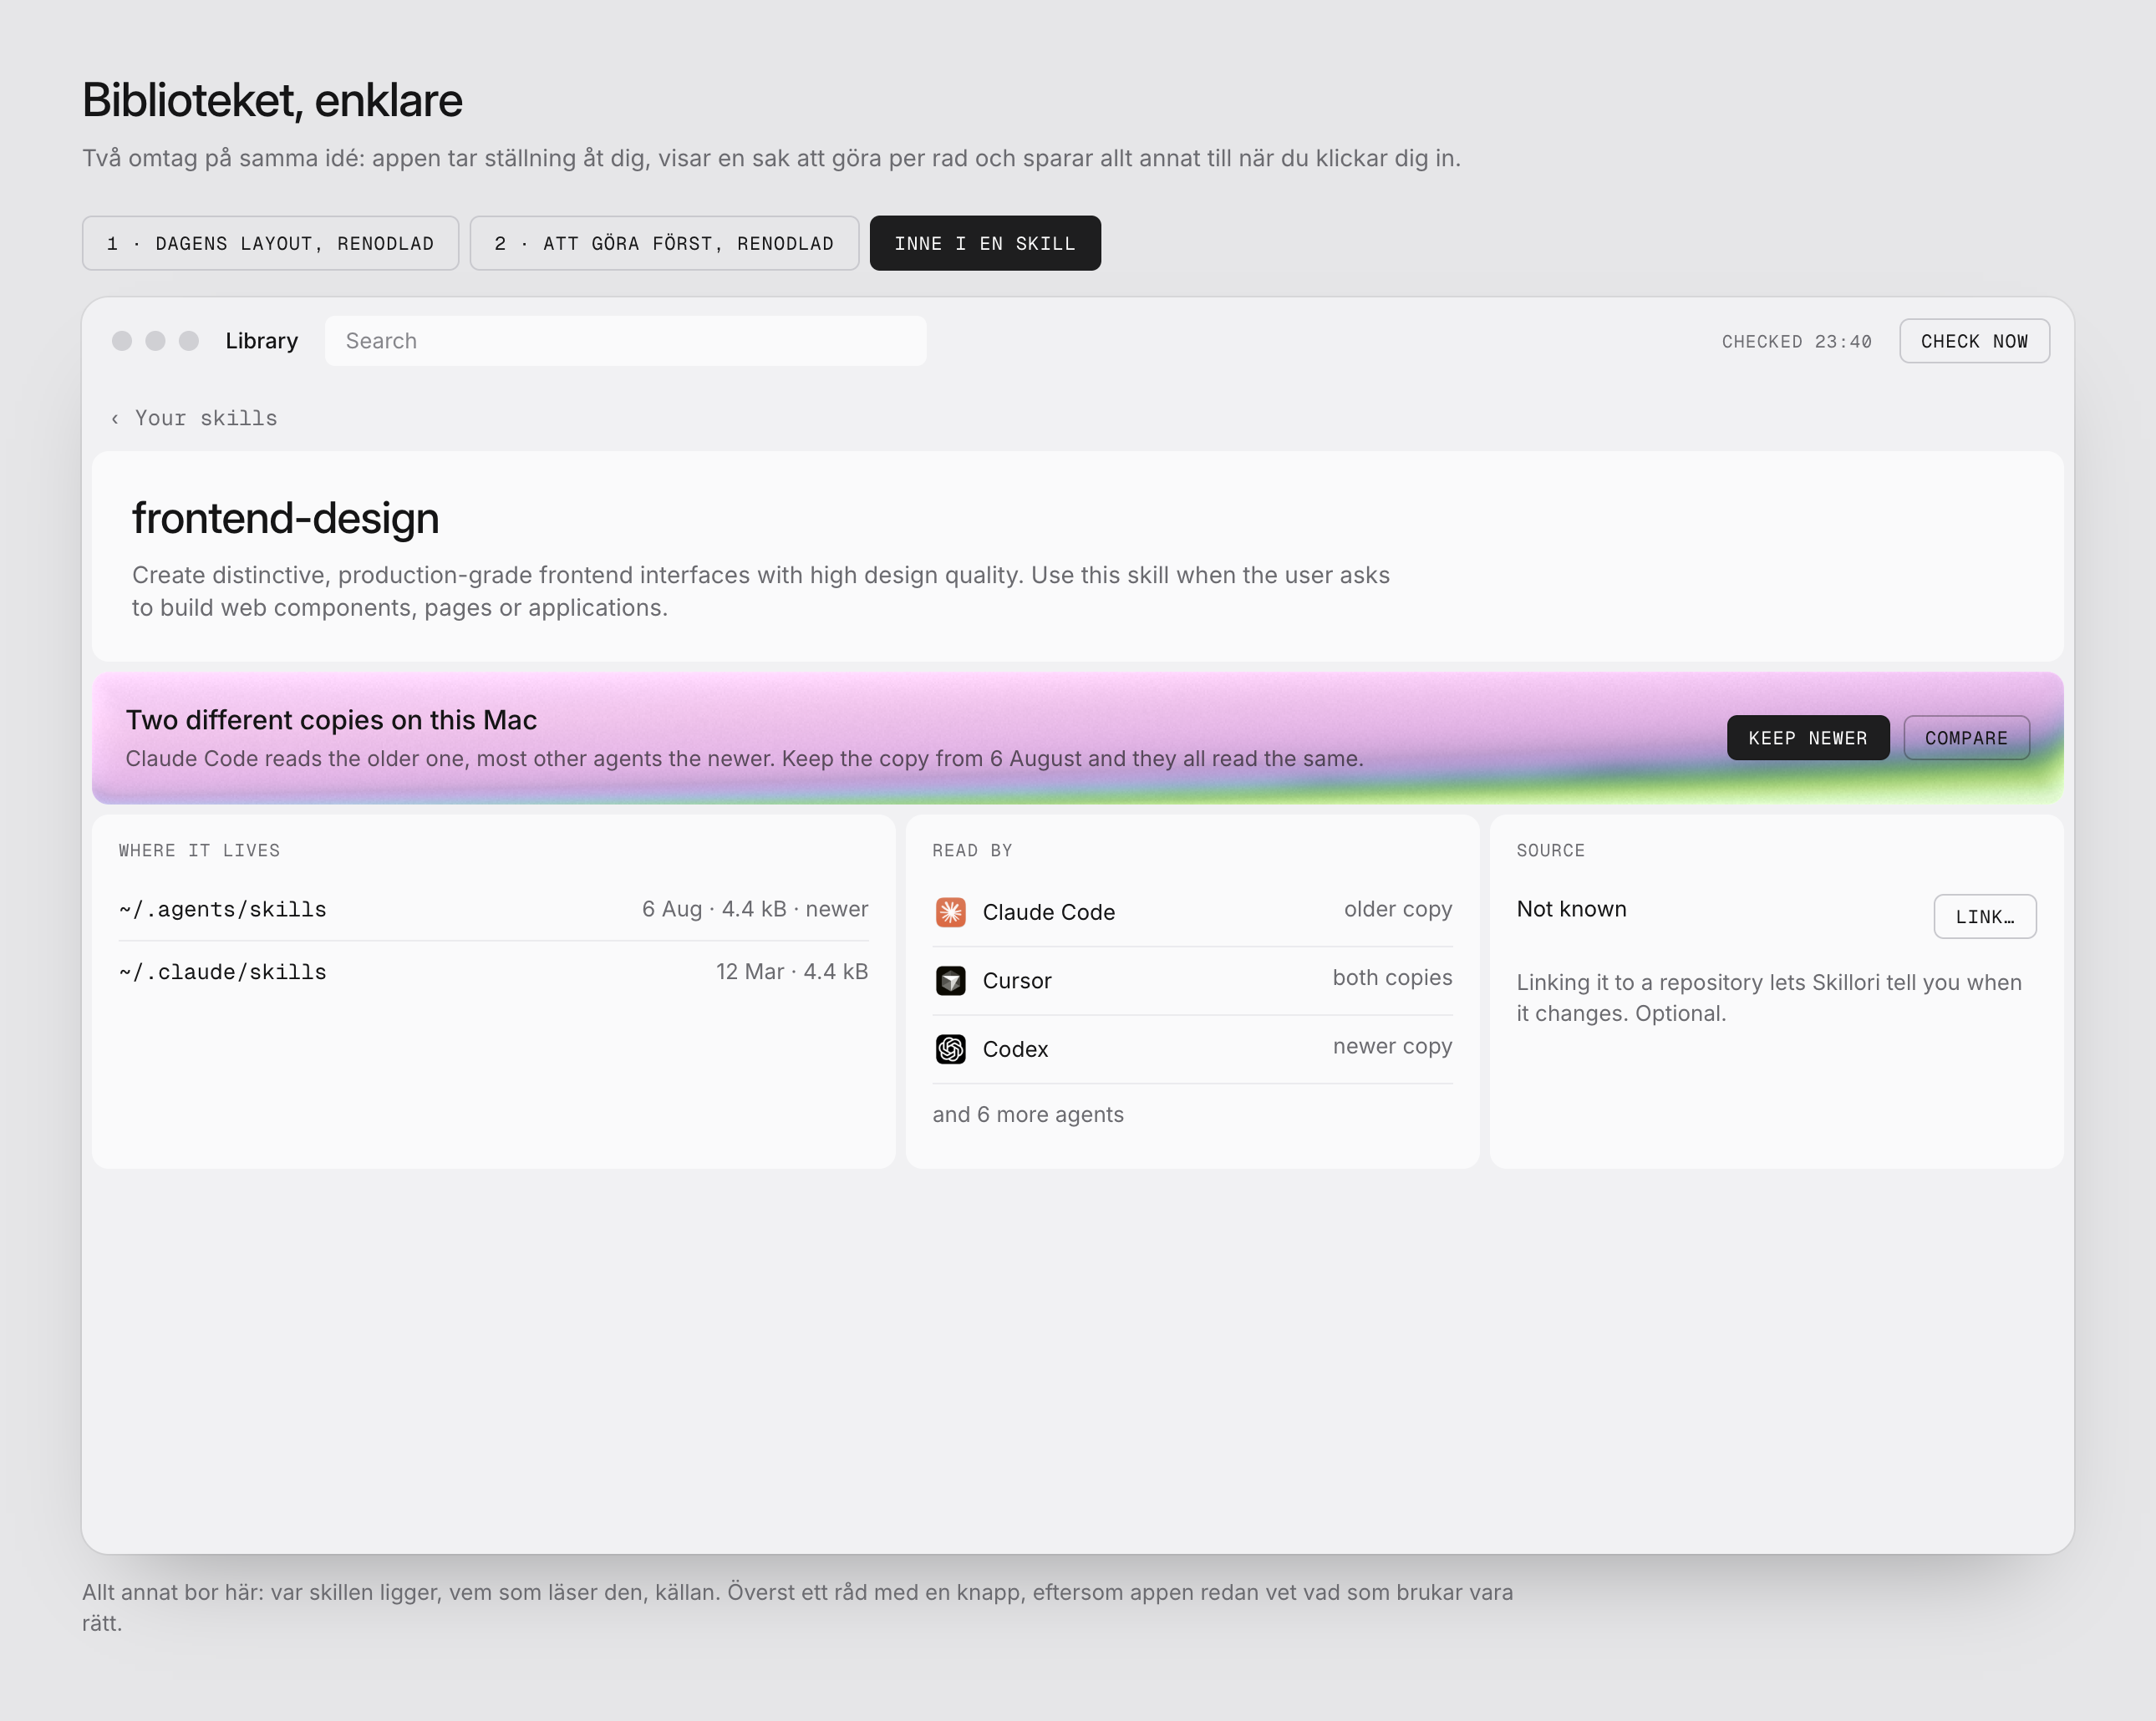 Biblioteket, enklare
Två omtag på samma idé: appen tar ställning åt dig, visar en sak att göra per rad och sparar allt annat till när du klickar dig in.
1 · DAGENS LAYOUT, RENODLAD
2 · ATT GÖRA FÖRST, RENODLAD
INNE I EN SKILL
Library
Search
CHECKED 23:40
CHECK NOW
‹ Your skills
frontend-design
Create distinctive, production-grade frontend interfaces with high design quality. Use this skill when the user asks
to build web components, pages or applications.
Two different copies on this Mac
Claude Code reads the older one, most other agents the newer. Keep the copy from 6 August and they all read the same.
KEEP NEWER
COMPARE
WHERE IT LIVES
~/.agents/skills
6 Aug · 4.4 kB · newer
~/.claude/skills
12 Mar · 4.4 kB
READ BY
Claude Code
older copy
Cursor
both copies
Codex
newer copy
and 6 more agents
SOURCE
Not known
LINK…
Linking it to a repository lets Skillori tell you when
it changes. Optional.
Allt annat bor här: var skillen ligger, vem som läser den, källan. Överst ett råd med en knapp, eftersom appen redan vet vad som brukar vara
rätt.